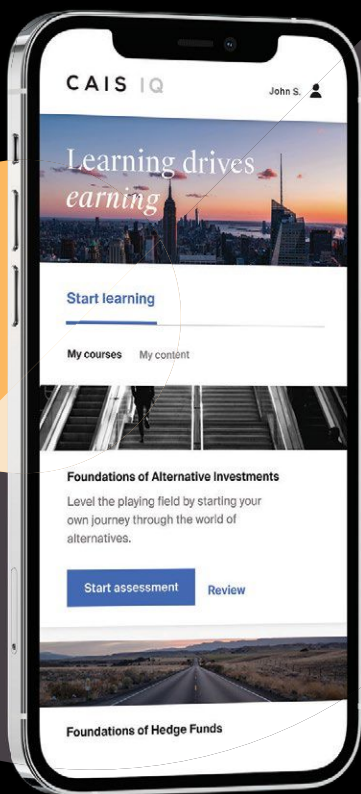 CAIS IQ
John S.
Learning drives
earning
Start learning
My courses My content
Foundations of Alternative Investments
Level the playing field by starting your
own journey through the world of
alternatives.
Start assessment Review
Foundations of Hedge Funds